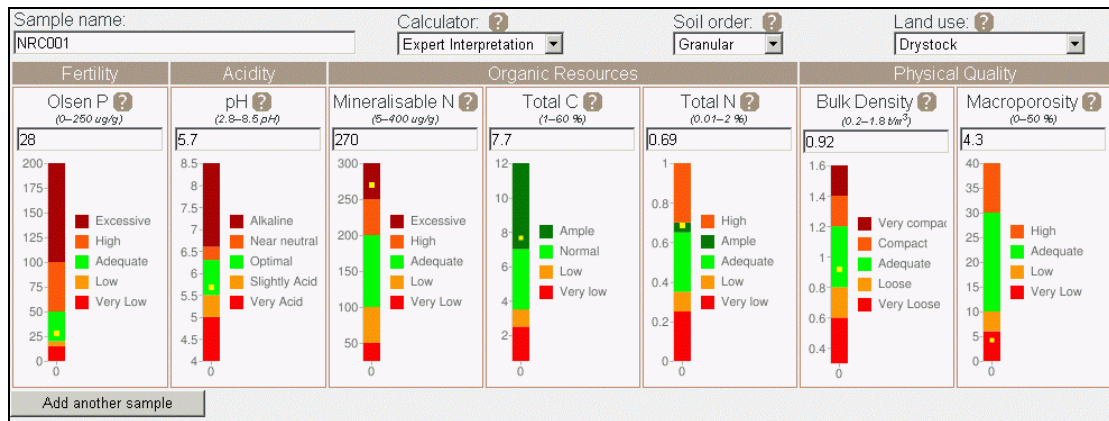 Sample name: Calculator: ? Soil order: ? Land use: ?
NRC001 Expert Interpretation Granular Drystock
Fertility Acidity Organic Resources Physical Quality
Olsen P ? pH ? Mineralisable N ? Total C ? Total N ? Bulk Density ? Macroporosity ?
(0–250 ug/g) (2.8–8.5 pH) (5–400 ug/g) (1–60 %) (0.01–2 %) (0.2–1.8 t/m³) (0–50 %)
28 5.7 270 7.7 0.69 0.92 4.3
200
175
150
125
100
75
50
25
0
0
Excessive
High
Adequate
Low
Very Low
8.5
8
7.5
7
6.5
6
5.5
5
4.5
4
0
Alkaline
Near neutral
Optimal
Slightly Acid
Very Acid
300
250
200
150
100
50
0
Excessive
High
Adequate
Low
Very Low
12
10
8
6
4
2
0
Ample
Normal
Low
Very low
1
0.8
0.6
0.4
0.2
0
0
High
Ample
Adequate
Low
Very low
1.6
1.4
1.2
1
0.8
0.6
0.4
0
Very compac
Compact
Adequate
Loose
Very Loose
40
35
30
25
20
15
10
5
0
0
High
Adequate
Low
Very Low
Add another sample